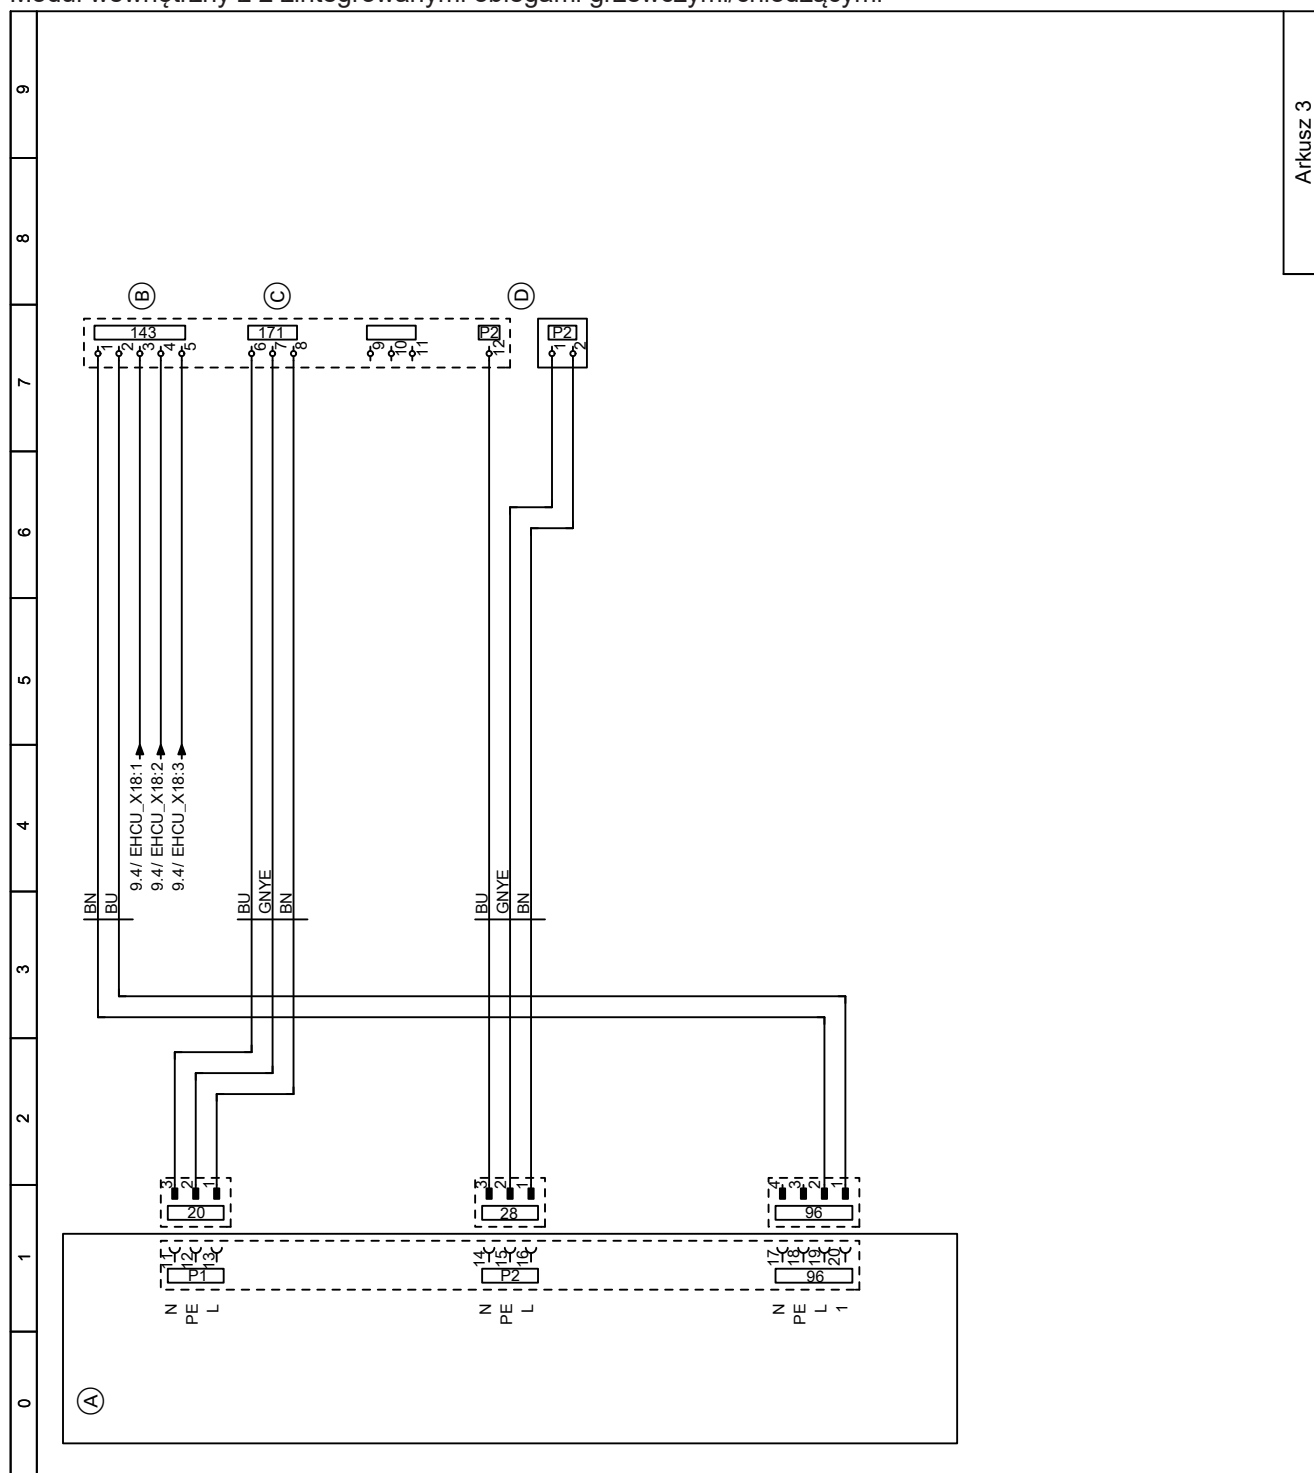 Moduł wewnętrzny z 2 zintegrowanymi obiegami grzewczymi/chłodzącymi
9
8
7
6
5
4
3
2
1
0
Arkusz 3
B
C
D
143
171
P2
P2
1
2
3
4
5
6
7
8
9
10
11
12
1
2
9.4/ EHCU_X18:1
9.4/ EHCU_X18:2
9.4/ EHCU_X18:3
BN
BU
BU
GNYE
BN
BU
GNYE
BN
3
2
1
20
3
2
1
28
4
3
2
1
96
11
12
13
P1
14
15
16
P2
17
18
19
20
96
N
PE
L
N
PE
L
N
PE
L
1
A